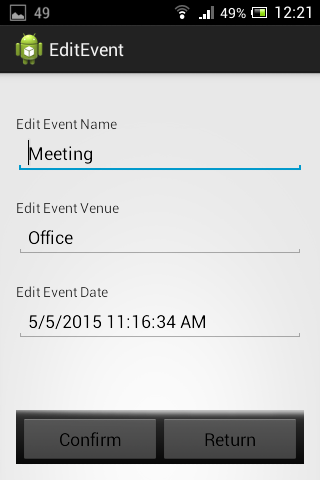 49 49% 12:21
EditEvent
Edit Event Name
Meeting
Edit Event Venue
Office
Edit Event Date
5/5/2015 11:16:34 AM
Confirm Return